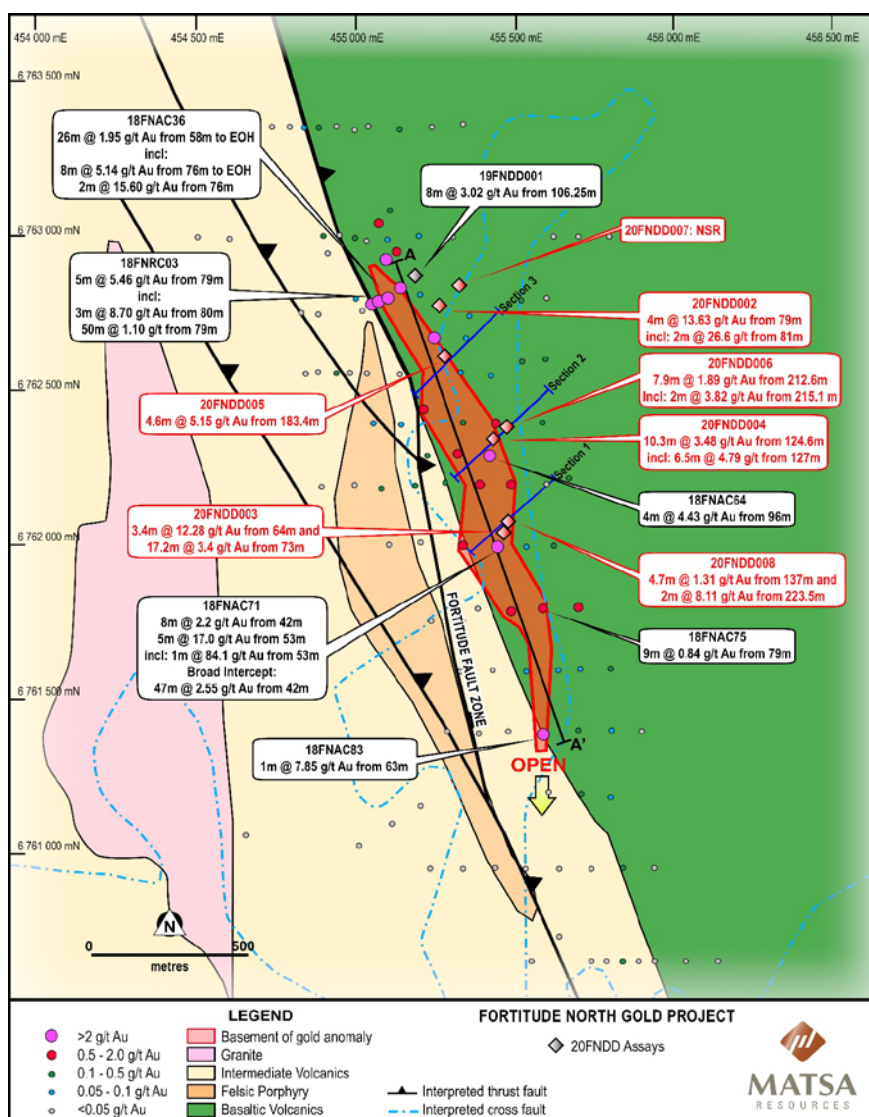 454 000 mE
454 500 mE
455 000 mE
455 500 mE
456 000 mE
456 500 mE
6 763 500 mN
6 763 000 mN
6 762 500 mN
6 762 000 mN
6 761 500 mN
6 761 000 mN
18FNAC36
26m @ 1.95 g/t Au from 58m to EOH
incl:
8m @ 5.14 g/t Au from 76m to EOH
2m @ 15.60 g/t Au from 76m
19FNDD001
8m @ 3.02 g/t Au from 106.25m
20FNDD007: NSR
18FNRC03
5m @ 5.46 g/t Au from 79m
incl:
3m @ 8.70 g/t Au from 80m
50m @ 1.10 g/t Au from 79m
A
Section 3
20FNDD002
4m @ 13.63 g/t Au from 79m
incl: 2m @ 26.6 g/t from 81m
Section 2
20FNDD006
7.9m @ 1.89 g/t Au from 212.6m
Incl: 2m @ 3.82 g/t Au from 215.1 m
20FNDD005
4.6m @ 5.15 g/t Au from 183.4m
20FNDD004
10.3m @ 3.48 g/t Au from 124.6m
incl: 6.5m @ 4.79 g/t from 127m
Section 1
18FNAC64
4m @ 4.43 g/t Au from 96m
20FNDD003
3.4m @ 12.28 g/t Au from 64m and
17.2m @ 3.4 g/t Au from 73m
20FNDD008
4.7m @ 1.31 g/t Au from 137m and
2m @ 8.11 g/t Au from 223.5m
18FNAC71
8m @ 2.2 g/t Au from 42m
5m @ 17.0 g/t Au from 53m
incl: 1m @ 84.1 g/t Au from 53m
Broad Intercept:
47m @ 2.55 g/t Au from 42m
FORTITUDE FAULT ZONE
18FNAC75
9m @ 0.84 g/t Au from 79m
18FNAC83
1m @ 7.85 g/t Au from 63m
A'
OPEN
N
0
500
metres
LEGEND
>2 g/t Au
0.5 - 2.0 g/t Au
0.1 - 0.5 g/t Au
0.05 - 0.1 g/t Au
<0.05 g/t Au
Basement of gold anomaly
Granite
Intermediate Volcanics
Felsic Porphyry
Basaltic Volcanics
FORTITUDE NORTH GOLD PROJECT
20FNDD Assays
Interpreted thrust fault
Interpreted cross fault
MATSA
RESOURCES